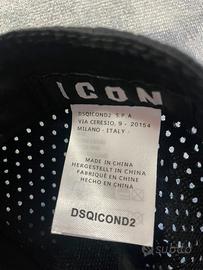 ICON
DSQICOND2 S.P.A.
VIA CERESIO, 9 - 20154
MILANO - ITALY -
MADE IN CHINA
HERGESTELLT IN CHINA
FABRIQUÉ EN CHINE
HECHO EN CHINA
DSQICOND2
subito